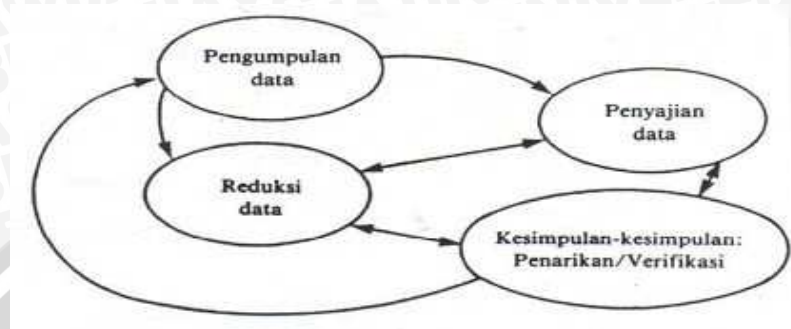 Pengumpulan
data
Penyajian
data
Reduksi
data
Kesimpulan-kesimpulan:
Penarikan/Verifikasi